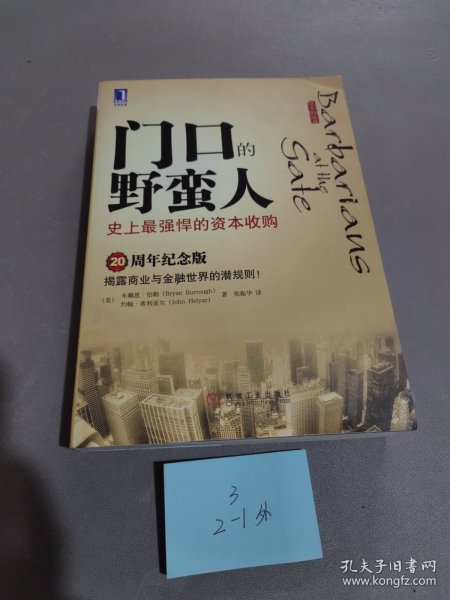 门口的
野蛮人
史上最强悍的资本收购
20周年纪念版
揭露商业与金融世界的潜规则!
[美] 布赖恩·伯勒 (Bryan Burrough)
约翰·希利亚尔 (John Helyar) 著 张振华 译
Barbarians
at the
Gate
机械工业出版社
China Machine Press
3
2-1外
孔夫子旧书网
www.kongfz.com